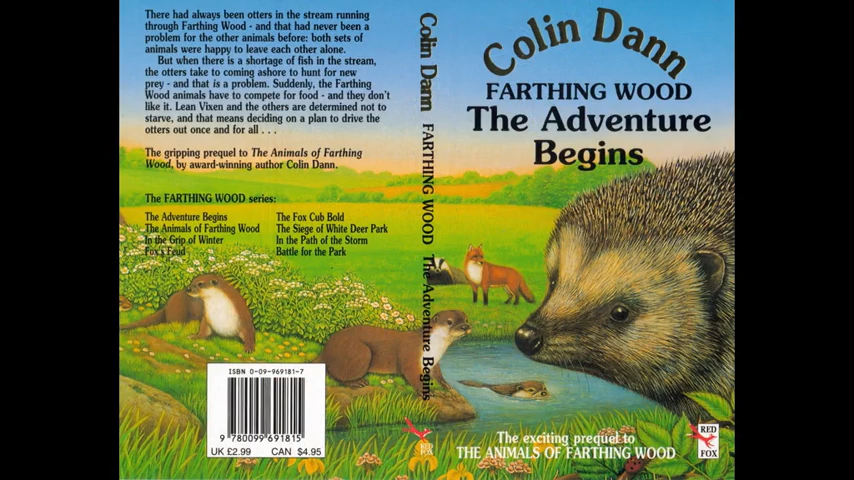 There had always been otters in the stream running
through Farthing Wood - and that had never been a
problem for the other animals before: both sets of
animals were happy to leave each other alone.
But when there is a shortage of fish in the stream,
the otters take to coming ashore to hunt for new
prey - and that is a problem. Suddenly, the Farthing
Wood animals have to compete for food - and they don't
like it. Lean Vixen and the others are determined not to
starve, and that means deciding on a plan to drive the
otters out once and for all . . .
The gripping prequel to The Animals of Farthing
Wood, by award-winning author Colin Dann.
The FARTHING WOOD series:
The Adventure Begins
The Animals of Farthing Wood
In the Grip of Winter
Fox's Feud
The Fox Cub Bold
The Siege of White Deer Park
In the Path of the Storm
Battle for the Park
ISBN 0-09-969181-7
9 780099 691815
UK £2.99 CAN $4.95
Colin Dann FARTHING WOOD The Adventure Begins
RED
FOX
Colin Dann
FARTHING WOOD
The Adventure
Begins
The exciting prequel to
THE ANIMALS OF FARTHING WOOD
RED
FOX